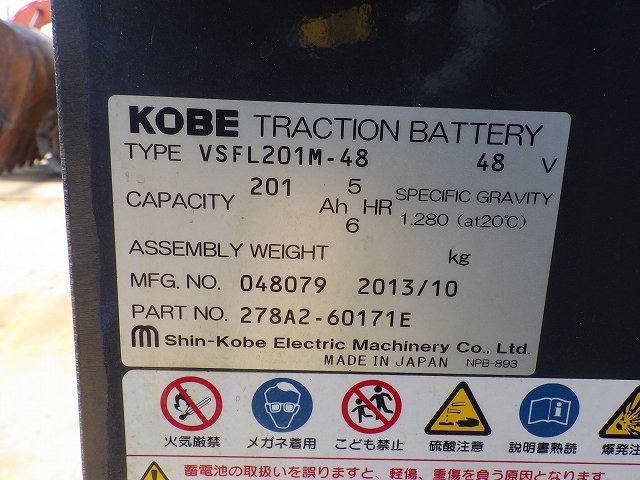 KOBE TRACTION BATTERY
TYPE VSFL201M-48 48 V
CAPACITY 201 Ah 5 HR 6 SPECIFIC GRAVITY
1.280 (at20℃)
ASSEMBLY WEIGHT kg
MFG. NO. 048079 2013/10
PART NO. 278A2-60171E
m Shin-Kobe Electric Machinery Co., Ltd.
MADE IN JAPAN NPB-893
火気厳禁 メガネ着用 こども禁止 硫酸注意 説明書熟読 爆発注
蓄電池の取扱いを誤りますと、軽傷、重傷を負う原因となります